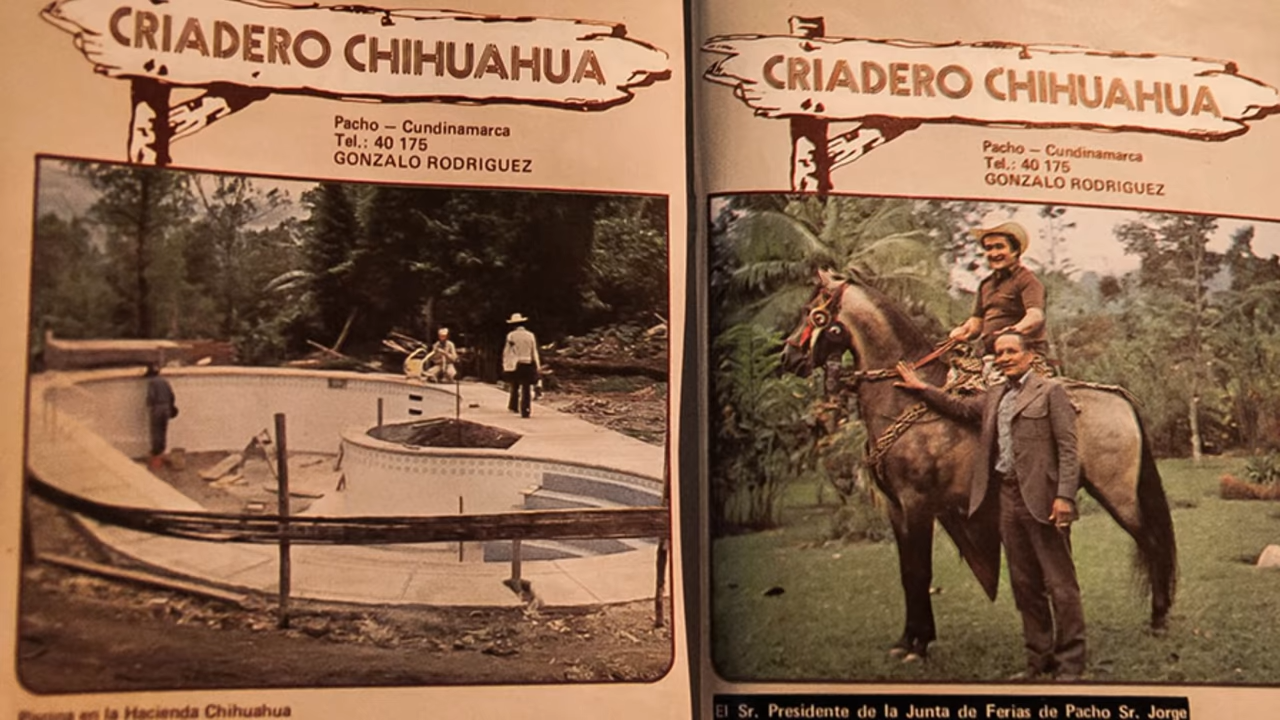 CRIADERO CHIHUAHUA
Pacho – Cundinamarca
Tel.: 40 175
GONZALO RODRIGUEZ
en la Hacienda Chihuahua
CRIADERO CHIHUAHUA
Pacho – Cundinamarca
Tel.: 40 175
GONZALO RODRIGUEZ
El Sr. Presidente de la Junta de Ferias de Pacho Sr. Jorge